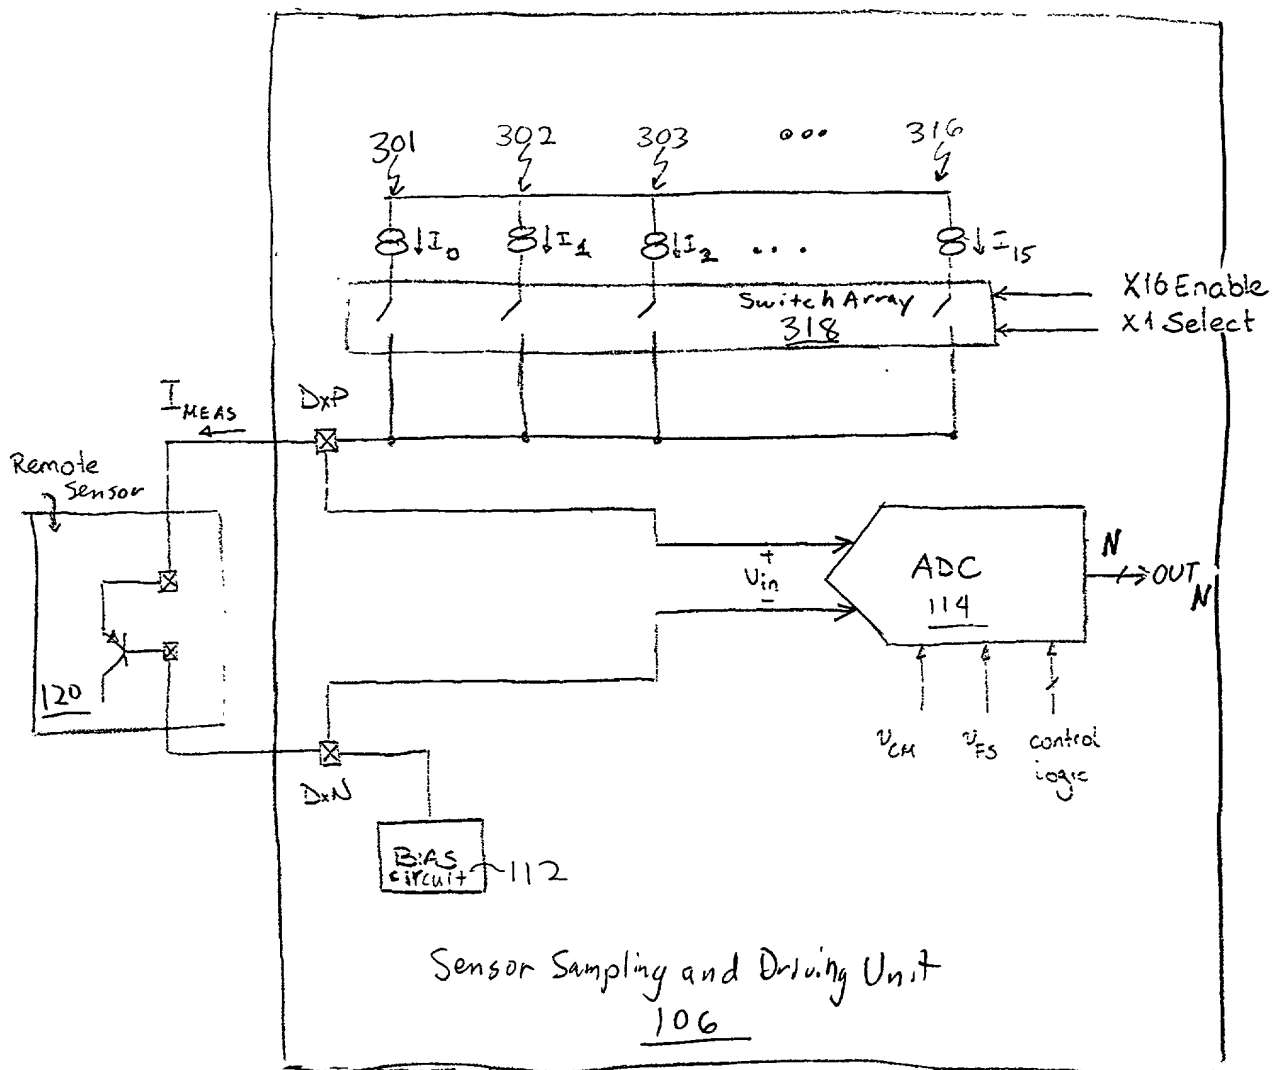 301 302 303 ... 316
I0 I1 I2 ... I15
Switch Array
318
X16 Enable
X1 Select
IMEAS
DxP
Remote
Sensor
120
+
Vin
−
ADC
114
N
OUT N
VCM VFS control
logic
DxN
BiAS
circuit
112
Sensor Sampling and Driving Unit
106